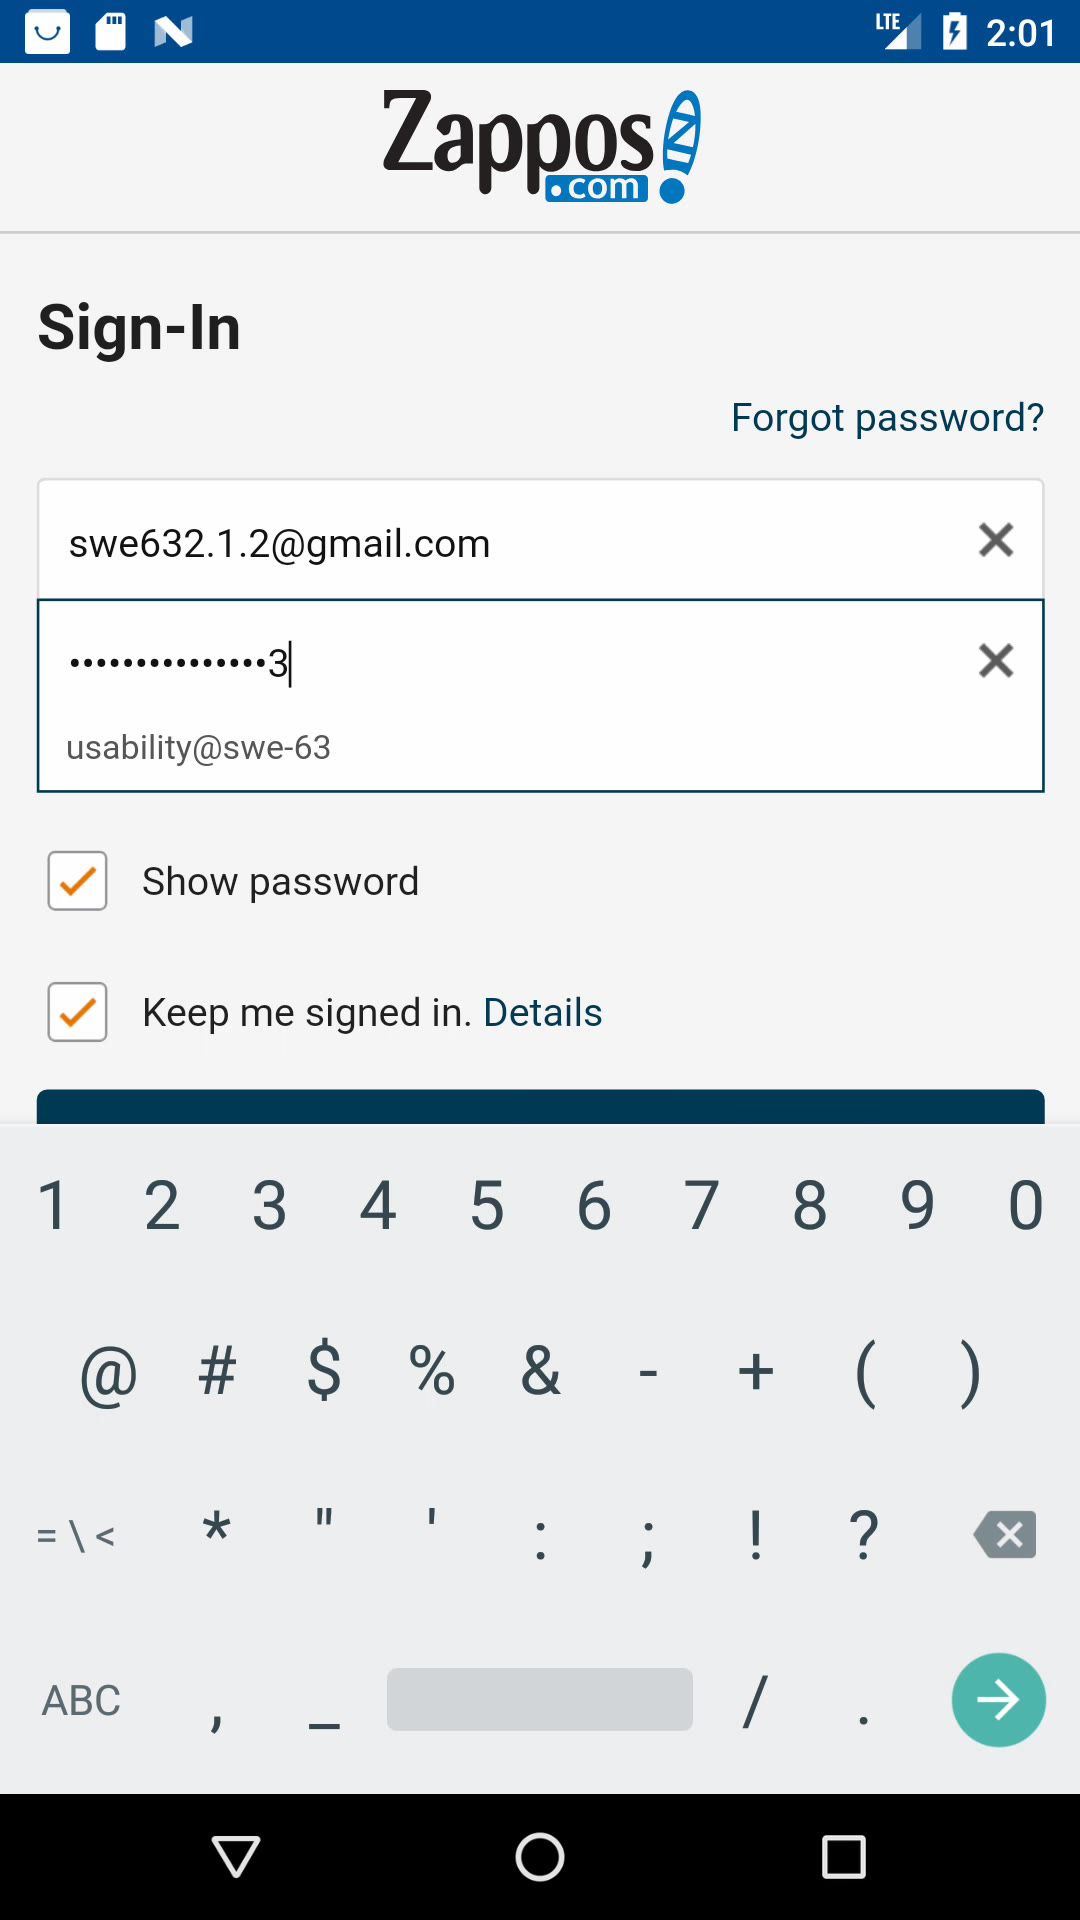 LTE 2:01
Zappos
.com
Sign-In
Forgot password?
swe632.1.2@gmail.com
•••••••••••••••3
usability@swe-63
Show password
Keep me signed in. Details
1 2 3 4 5 6 7 8 9 0
@ # $ % & - + ( )
= \ < * " ' : ; ! ?
ABC , _ / .